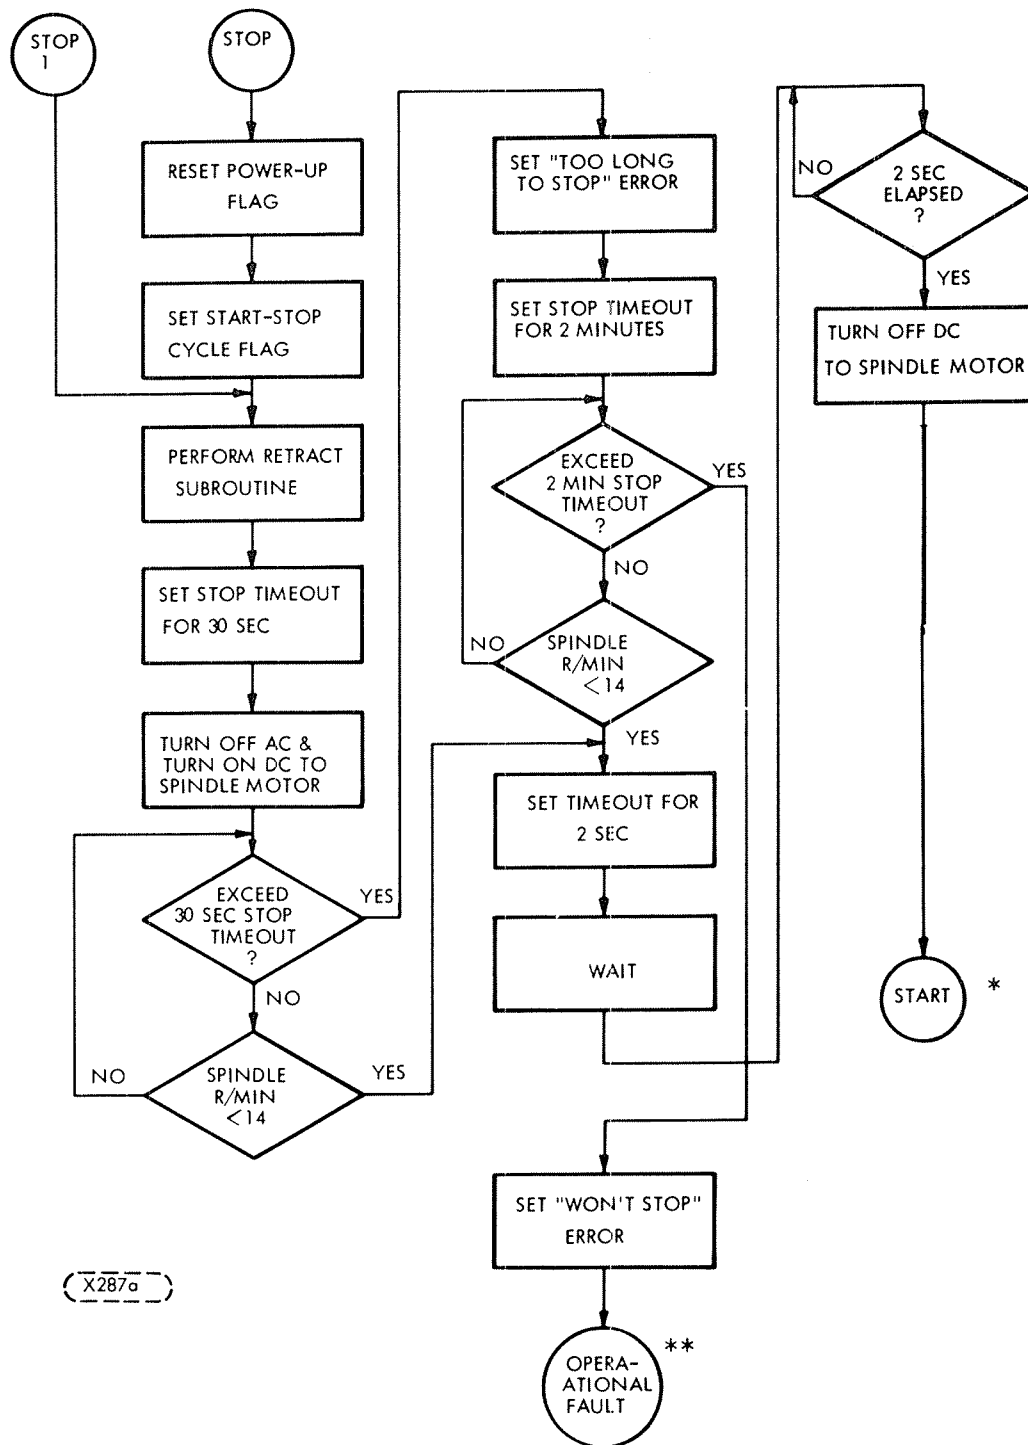 STOP
1
STOP
RESET POWER-UP
FLAG
SET START-STOP
CYCLE FLAG
PERFORM RETRACT
SUBROUTINE
SET STOP TIMEOUT
FOR 30 SEC
TURN OFF AC &
TURN ON DC TO
SPINDLE MOTOR
EXCEED
30 SEC STOP
TIMEOUT
?
YES
NO
SPINDLE
R/MIN
<14
NO
YES
SET "TOO LONG
TO STOP" ERROR
SET STOP TIMEOUT
FOR 2 MINUTES
EXCEED
2 MIN STOP
TIMEOUT
?
YES
NO
SPINDLE
R/MIN
<14
NO
YES
SET TIMEOUT FOR
2 SEC
WAIT
SET "WON'T STOP"
ERROR
OPERA-
ATIONAL
FAULT
**
2 SEC
ELAPSED
?
NO
YES
TURN OFF DC
TO SPINDLE MOTOR
START
*
X287a